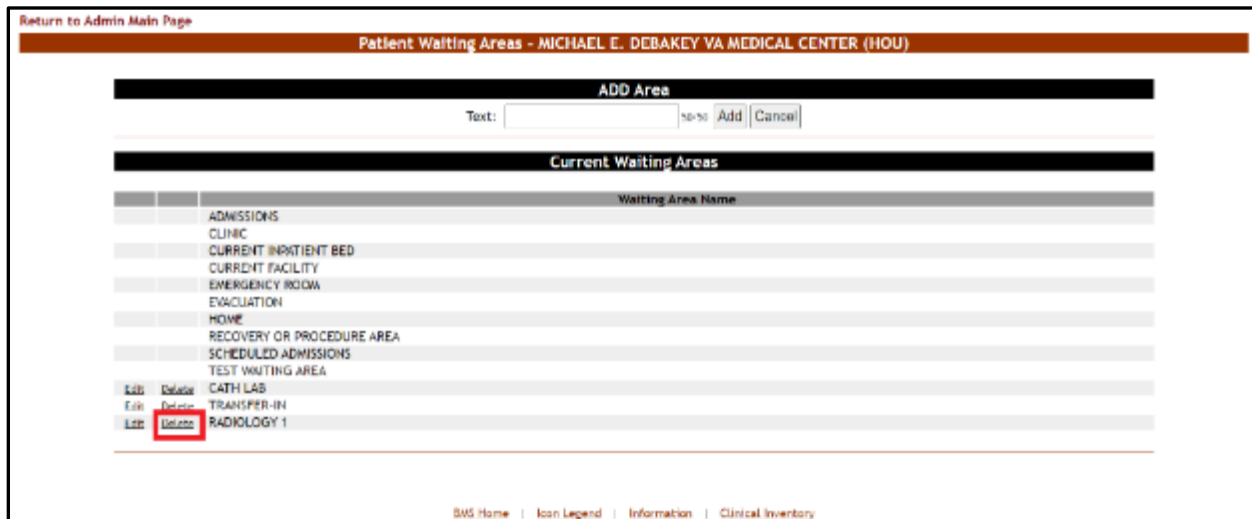 Return to Admin Main Page
Patient Waiting Areas - MICHAEL E. DEBAKEY VA MEDICAL CENTER (HOU)
ADD Area
Text: 50/50 Add Cancel
Current Waiting Areas
Waiting Area Name
ADMISSIONS
CLINIC
CURRENT INPATIENT BED
CURRENT FACILITY
EMERGENCY ROOM
EVACUATION
HOME
RECOVERY OR PROCEDURE AREA
SCHEDULED ADMISSIONS
TEST WAITING AREA
Edit Delete CATH LAB
Edit Delete TRANSFER-IN
Edit Delete RADIOLOGY 1
BMS Home | Icon Legend | Information | Clinical Inventory